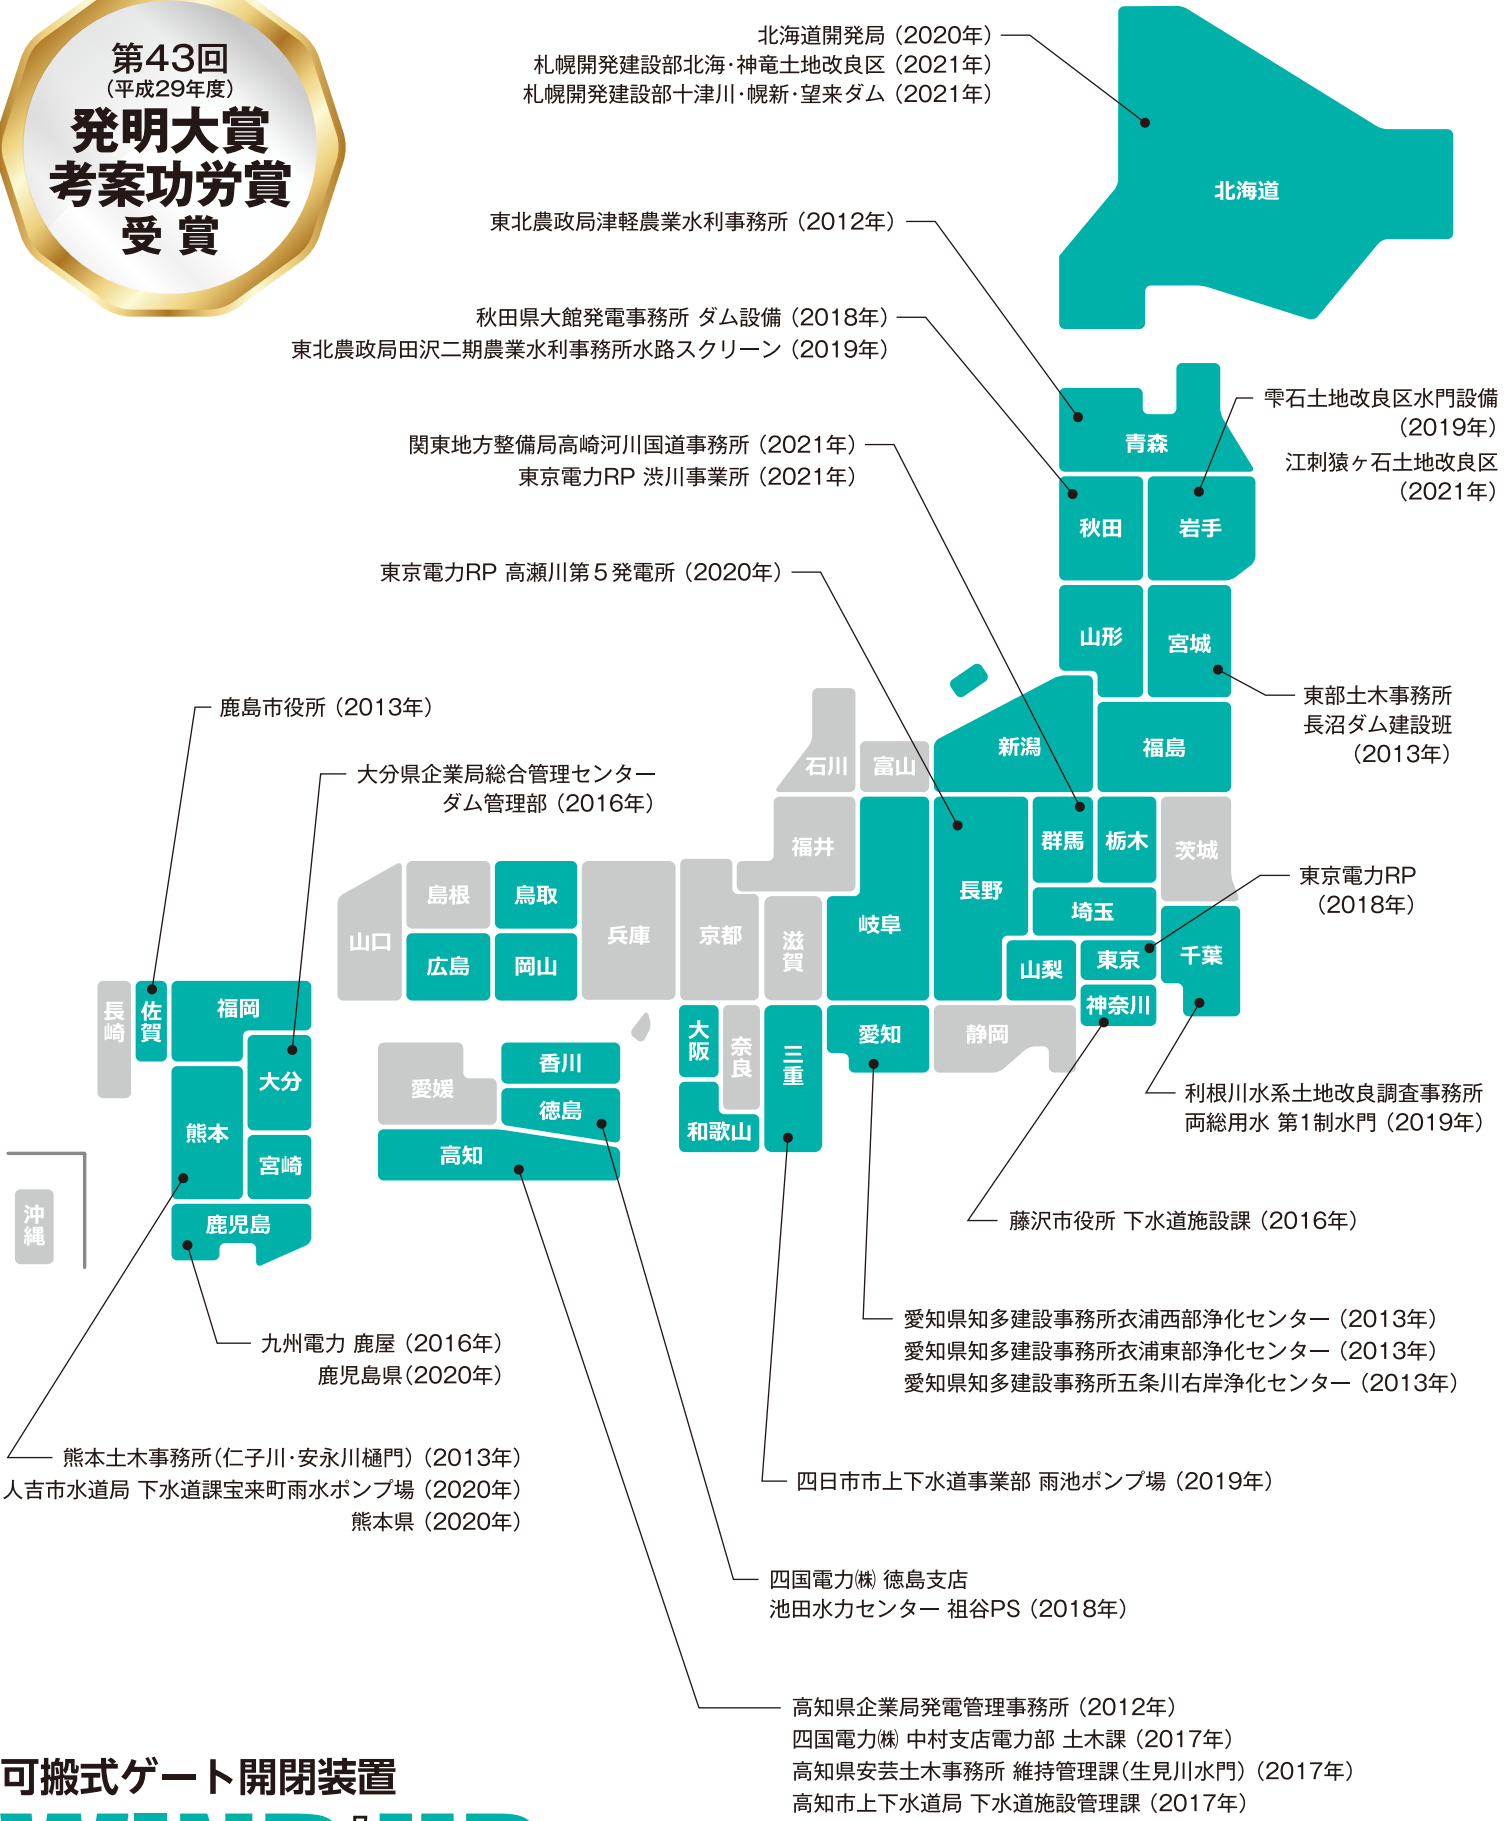 第43回
（平成29年度）
発明大賞
考案功労賞
受 賞
北海道開発局（2020年）
札幌開発建設部北海・神竜土地改良区（2021年）
札幌開発建設部十津川・幌新・望来ダム（2021年）
北海道
東北農政局津軽農業水利事務所（2012年）
秋田県大館発電事務所 ダム設備（2018年）
東北農政局田沢二期農業水利事務所水路スクリーン（2019年）
雫石土地改良区水門設備
（2019年）
江刺猿ヶ石土地改良区
（2021年）
関東地方整備局高崎河川国道事務所（2021年）
東京電力RP 渋川事業所（2021年）
青森
秋田
岩手
東京電力RP 高瀬川第５発電所（2020年）
山形
宮城
東部土木事務所
長沼ダム建設班
（2013年）
鹿島市役所（2013年）
大分県企業局総合管理センター
ダム管理部（2016年）
新潟
福島
石川
富山
福井
群馬
栃木
茨城
東京電力RP
（2018年）
島根
鳥取
長野
埼玉
山口
兵庫
京都
滋賀
岐阜
広島
岡山
山梨
東京
千葉
神奈川
長崎
佐賀
福岡
大阪
奈良
三重
愛知
静岡
香川
大分
愛媛
徳島
利根川水系土地改良調査事務所
両総用水 第1制水門（2019年）
熊本
和歌山
高知
宮崎
沖縄
鹿児島
藤沢市役所 下水道施設課（2016年）
愛知県知多建設事務所衣浦西部浄化センター（2013年）
愛知県知多建設事務所衣浦東部浄化センター（2013年）
愛知県知多建設事務所五条川右岸浄化センター（2013年）
九州電力 鹿屋（2016年）
鹿児島県（2020年）
熊本土木事務所（仁子川・安永川樋門）（2013年）
人吉市水道局 下水道課宝来町雨水ポンプ場（2020年）
熊本県（2020年）
四日市市上下水道事業部 雨池ポンプ場（2019年）
四国電力㈱ 徳島支店
池田水力センター 祖谷PS（2018年）
高知県企業局発電管理事務所（2012年）
四国電力㈱ 中村支店電力部 土木課（2017年）
高知県安芸土木事務所 維持管理課（生見川水門）（2017年）
高知市上下水道局 下水道施設管理課（2017年）
可搬式ゲート開閉装置